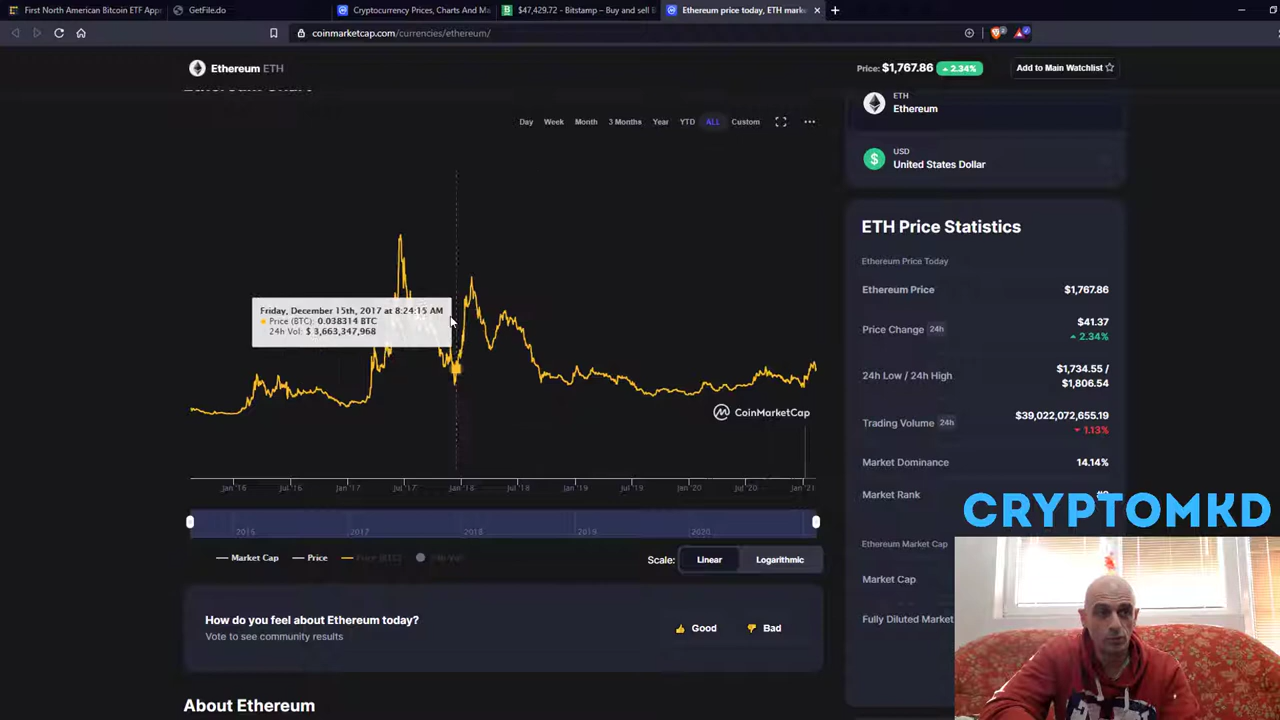 First North American Bitcoin ETF Appr
GetFile.do
Cryptocurrency Prices, Charts And Ma
$47,429.72 - Bitstamp – Buy and sell B
Ethereum price today, ETH mark
coinmarketcap.com/currencies/ethereum/
Ethereum ETH
Price: $1,767.86 2.34%
Add to Main Watchlist
Ethereum Chart
ETH
Ethereum
Day Week Month 3 Months Year YTD ALL Custom
USD
United States Dollar
ETH Price Statistics
Ethereum Price Today
Ethereum Price $1,767.86
Friday, December 15th, 2017 at 8:24:15 AM
Price (BTC): 0.038314 BTC
24h Vol: $ 3,663,347,968
Price Change 24h $41.37
2.34%
24h Low / 24h High $1,734.55 /
$1,806.54
CoinMarketCap
Trading Volume 24h $39,022,072,655.19
1.13%
Market Dominance 14.14%
Jan '16 Jul '16 Jan '17 Jul '17 Jan '18 Jul '18 Jan '19 Jul '19 Jan '20 Jul '20 Jan '21
Market Rank
CRYPTOMKD
2016 2017 2018 2019 2020
Ethereum Market Cap
Market Cap Price Price (BTC)
Scale: Linear Logarithmic
Market Cap
How do you feel about Ethereum today?
Vote to see community results
Good
Bad
Fully Diluted Market
About Ethereum